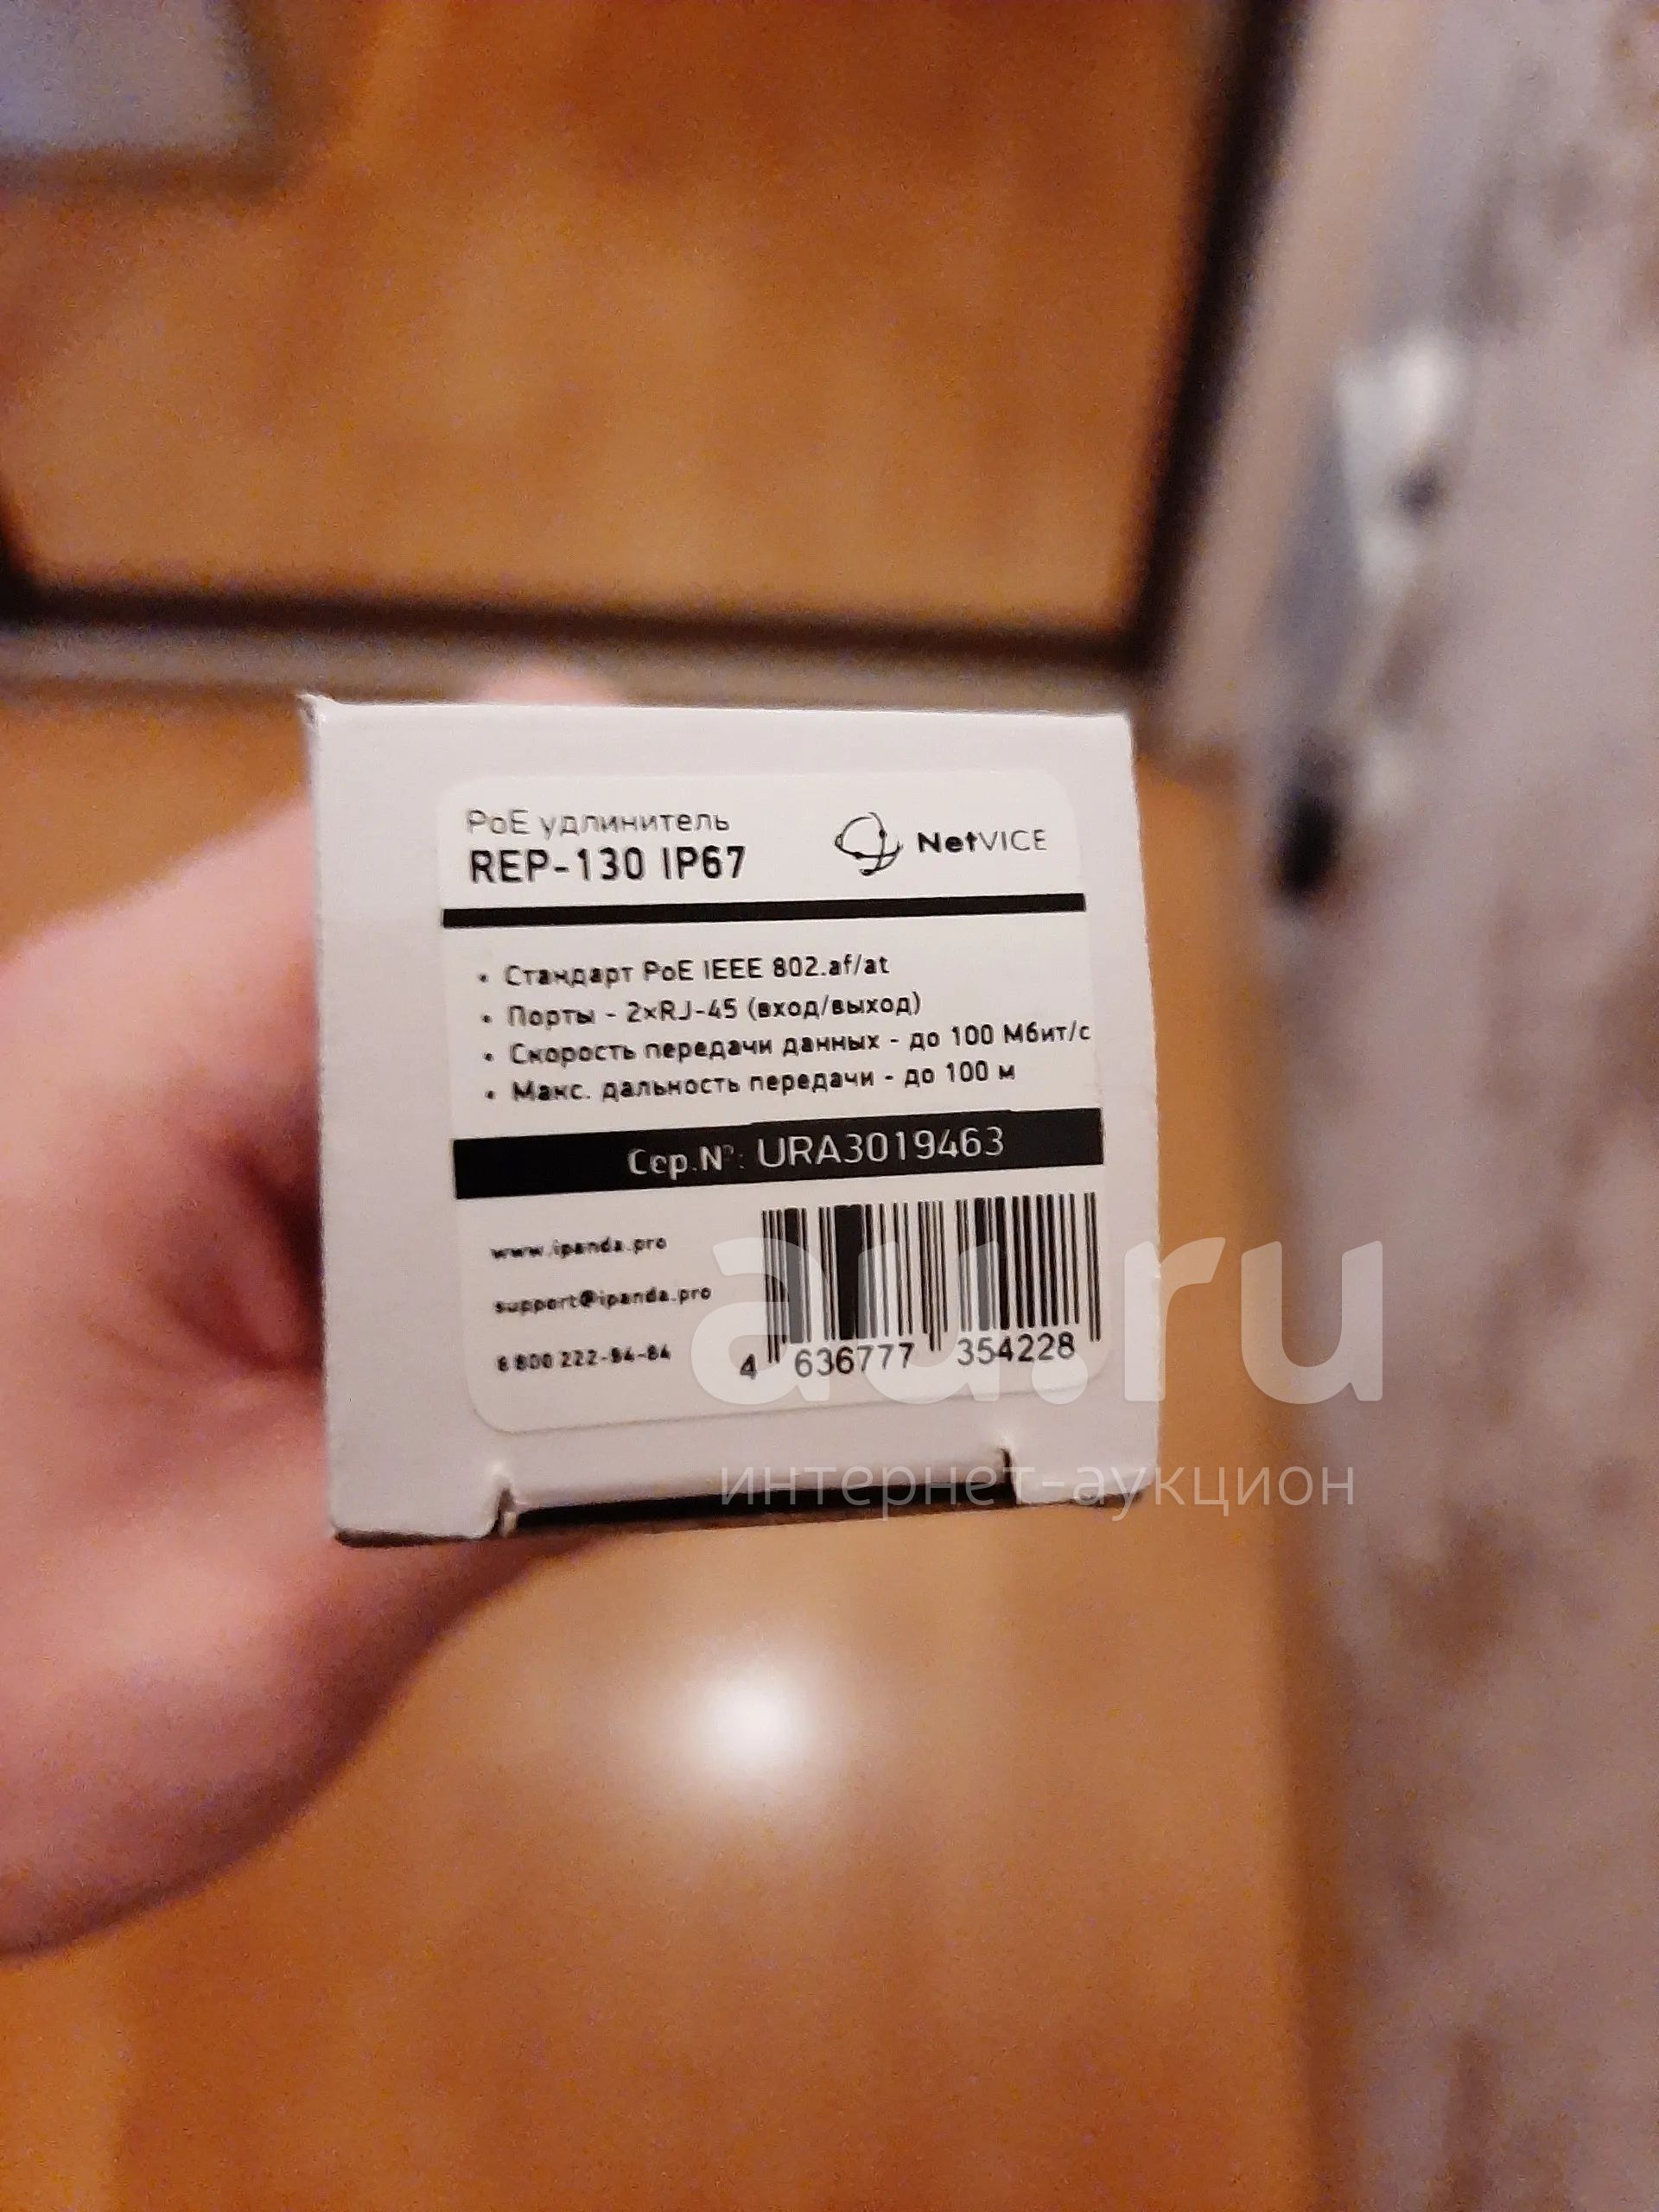 PoE удлинитель
REP-130 IP67
NetVICE
• Стандарт PoE IEEE 802.af/at
• Порты - 2xRJ-45 (вход/выход)
• Скорость передачи данных - до 100 Мбит/с
• Макс. дальность передачи - до 100 м
Сер.№: URA3019463
www.ipanda.pro
support@ipanda.pro
8 800 222-94-84
4 636777 354228
au.ru
интернет-аукцион